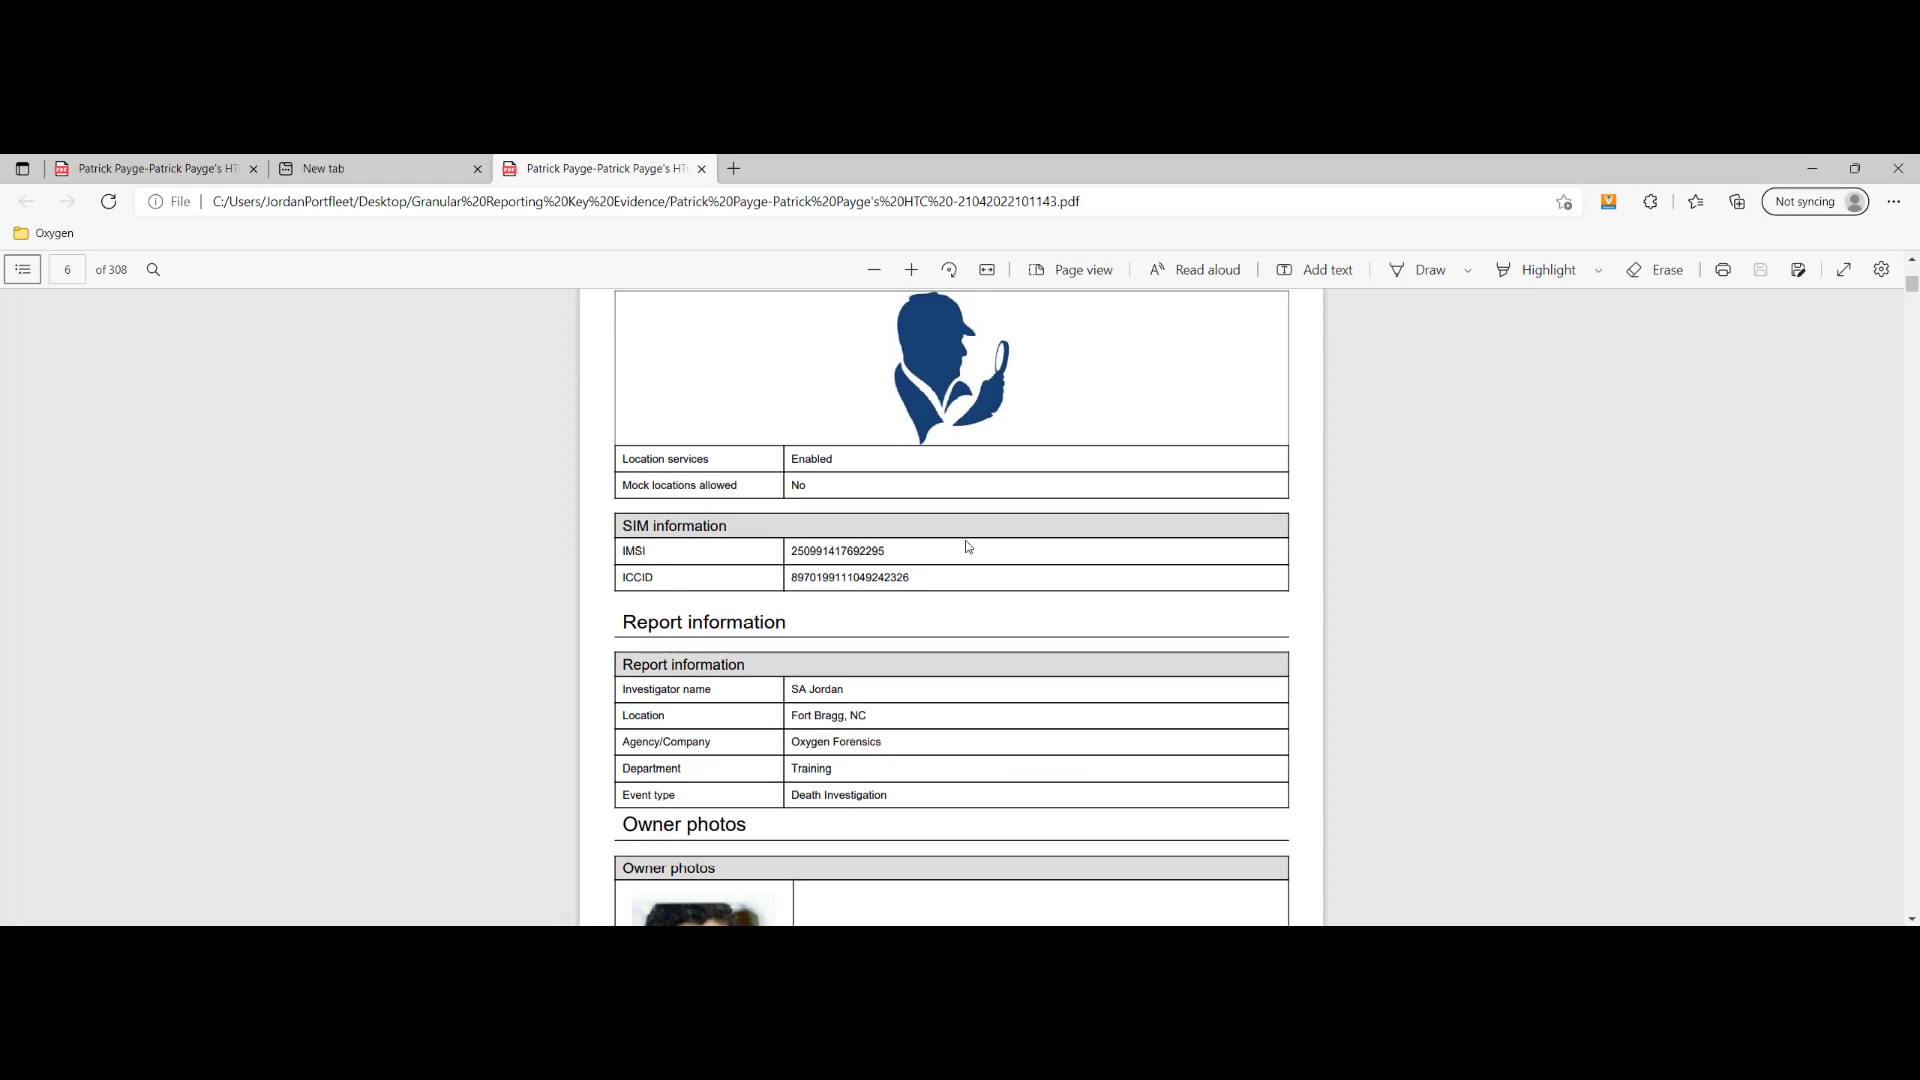 Patrick Payge-Patrick Payge's HT
New tab
Patrick Payge-Patrick Payge's HT
File C:/Users/JordanPortfleet/Desktop/Granular%20Reporting%20Key%20Evidence/Patrick%20Payge-Patrick%20Payge's%20HTC%20-21042022101143.pdf
Not syncing
Oxygen
6 of 308
Page view
Read aloud
Add text
Draw
Highlight
Erase
Location services Enabled
Mock locations allowed No
SIM information
IMSI 250991417692295
ICCID 8970199111049242326
Report information
Report information
Investigator name SA Jordan
Location Fort Bragg, NC
Agency/Company Oxygen Forensics
Department Training
Event type Death Investigation
Owner photos
Owner photos